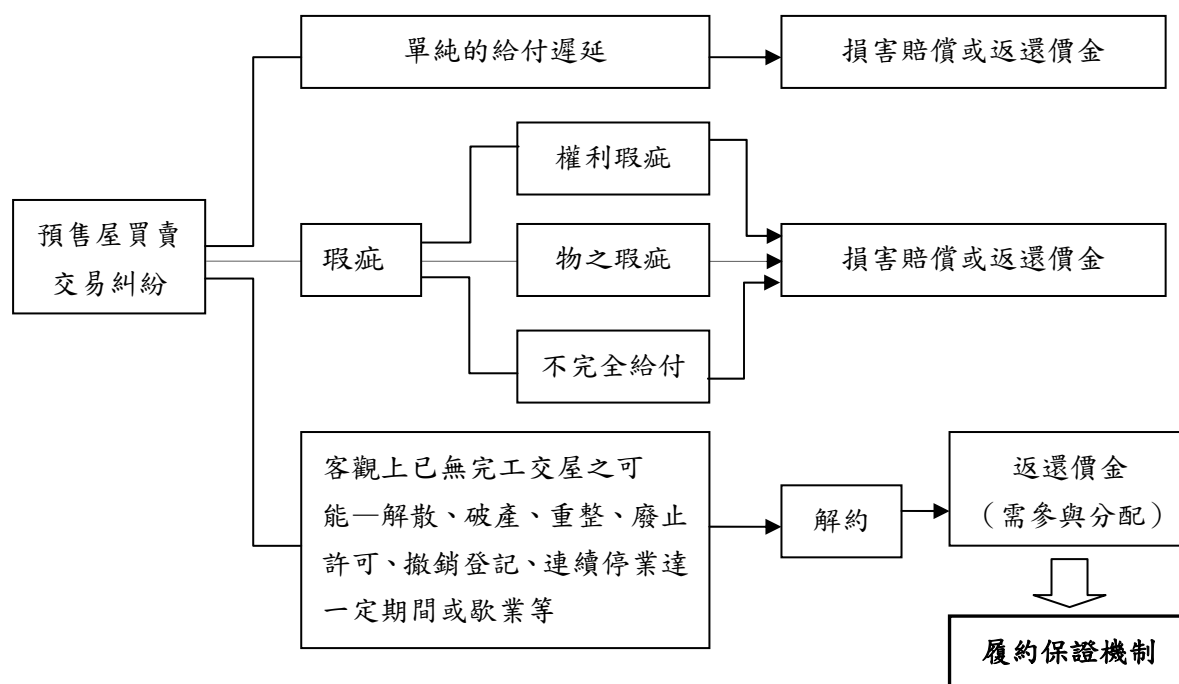 單純的給付遲延
損害賠償或返還價金
權利瑕疵
預售屋買賣
交易糾紛
瑕疵
物之瑕疵
損害賠償或返還價金
不完全給付
客觀上已無完工交屋之可
能—解散、破產、重整、廢止
許可、撤銷登記、連續停業達
一定期間或歇業等
解約
返還價金
（需參與分配）
履約保證機制